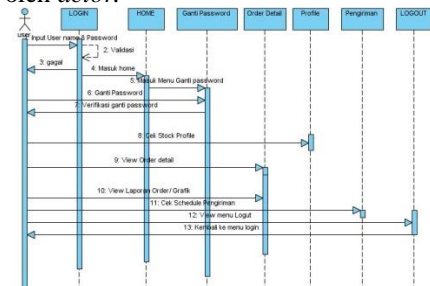 oleh actor.
LOGIN
HOME
Ganti Password
Order Detail
Profile
Pengiriman
LOGOUT
user
Input User name & Password
2: Validasi
3: gagal
4: Masuk home
5: Masuk Menu Ganti password
6: Ganti Password
7: Verifikasi ganti password
8: Cek Stock Profile
9: View Order detail
10: View Laporan Order/ Grafik
11: Cek Schedule Pengiriman
12: View menu Logut
13: Kembali ke menu login